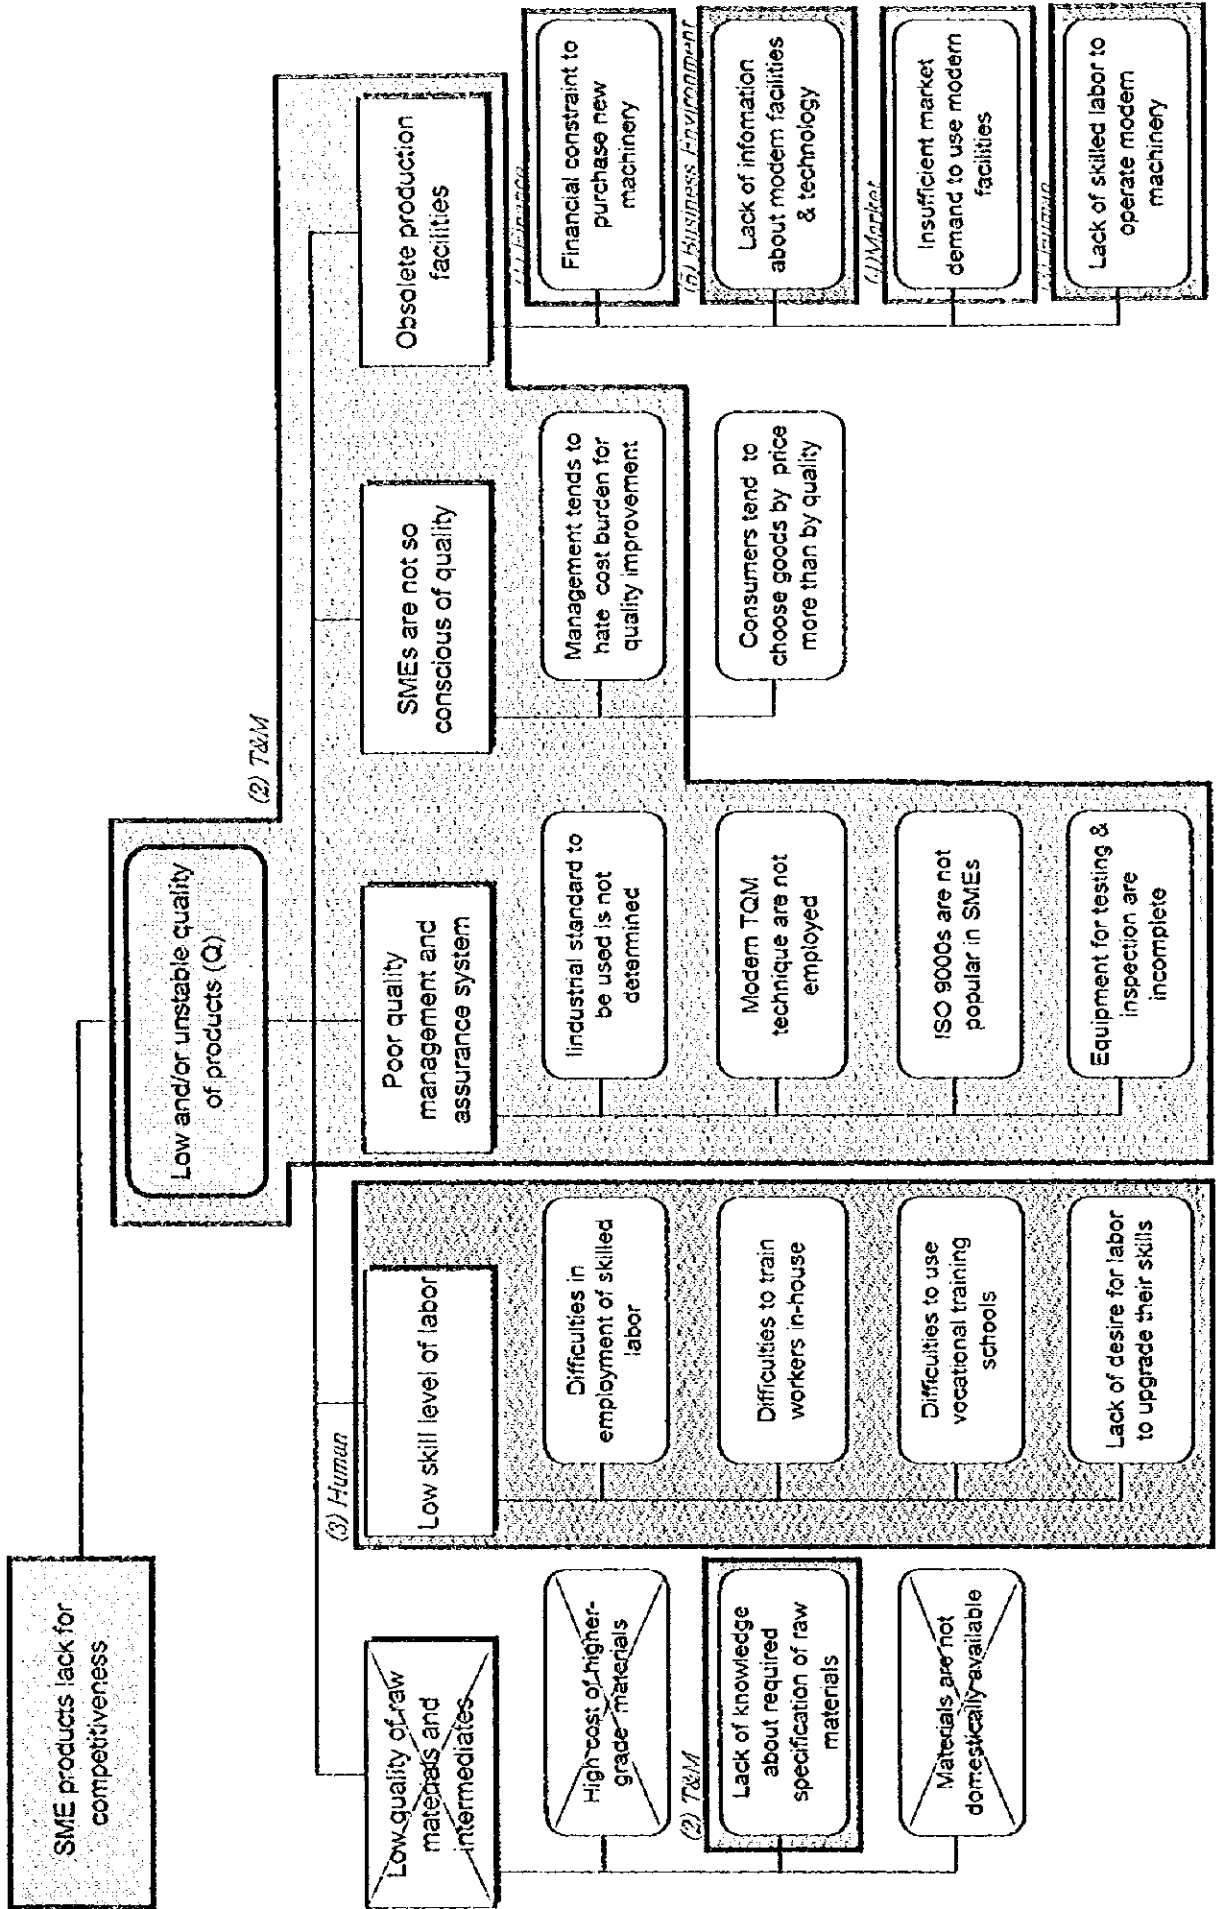 SME products lack for
competitiveness
Low and/or unstable quality
of products (Q)
(2) T&M
Low quality of raw
materials and
intermediates
High cost of higher-
grade materials
(2) T&M
Lack of knowledge
about required
specification of raw
materials
Materials are not
domestically available
(3) Human
Low skill level of labor
Difficulties in
employment of skilled
labor
Difficulties to train
workers in-house
Difficulties to use
vocational training
schools
Lack of desire for labor
to upgrade their skills
Poor quality
management and
assurance system
Iindustrial standard to
be used is not
determined
Modern TQM
technique are not
employed
ISO 9000s are not
popular in SMEs
Equipment for testing &
inspection are
incomplete
SMEs are not so
conscious of quality
Management tends to
hate cost burden for
quality improvement
Consumers tend to
choose goods by price
more than by quality
Obsolete production
facilities
Finance
Financial constraint to
purchase new
machinery
Business Environment
Lack of infomation
about modern facilities
& technology
Market
Insufficient market
demand to use modern
facilities
Lack of skilled labor to
operate modern
machinery